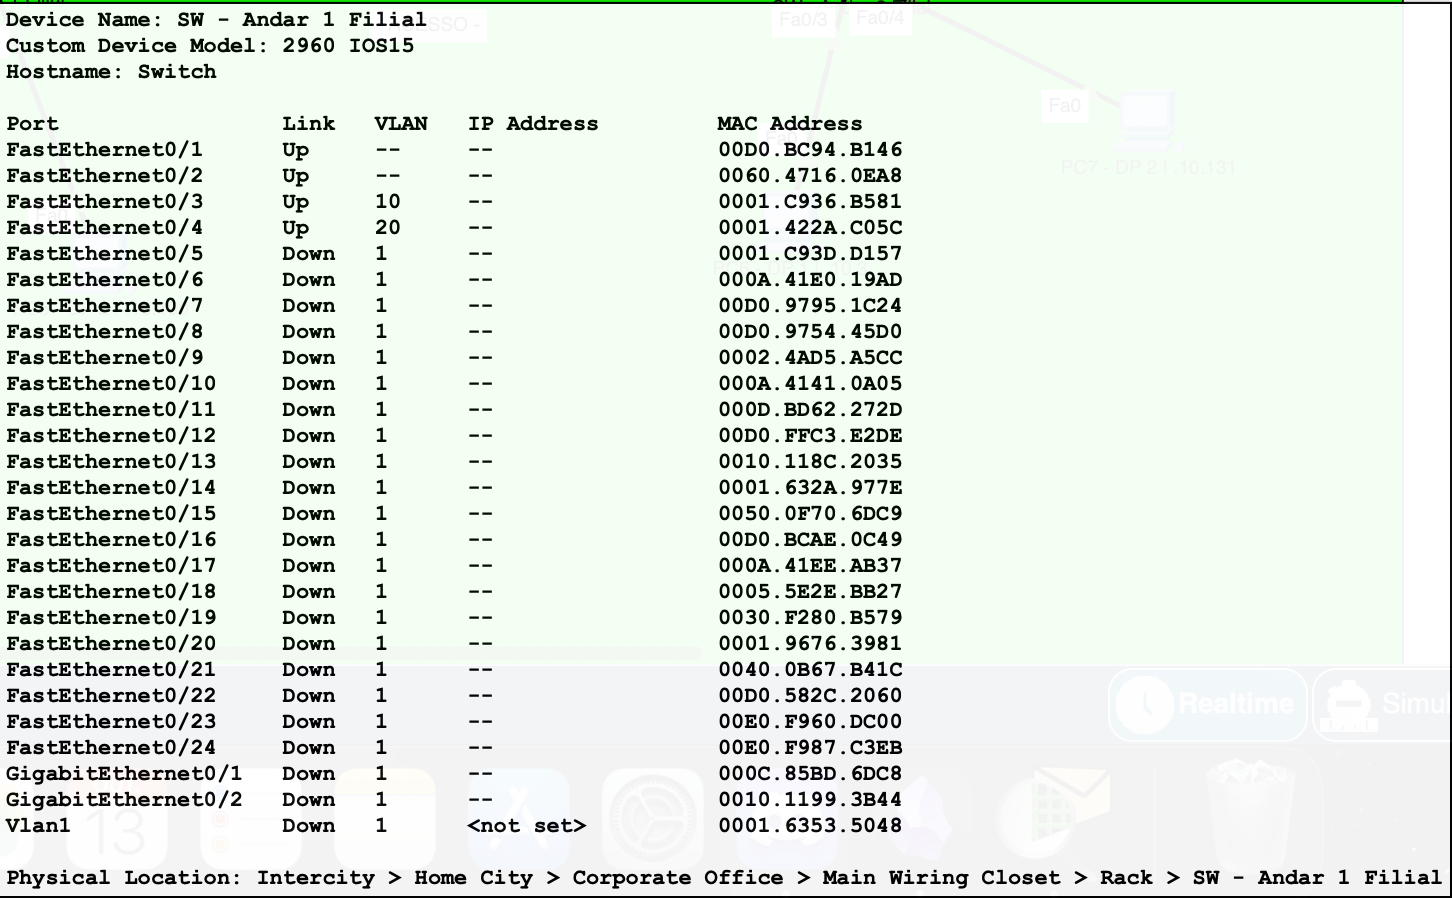 Device Name: SW - Andar 1 Filial
Custom Device Model: 2960 IOS15
Hostname: Switch
Port Link VLAN IP Address MAC Address
FastEthernet0/1 Up -- -- 00D0.BC94.B146
FastEthernet0/2 Up -- -- 0060.4716.0EA8
FastEthernet0/3 Up 10 -- 0001.C936.B581
FastEthernet0/4 Up 20 -- 0001.422A.C05C
FastEthernet0/5 Down 1 -- 0001.C93D.D157
FastEthernet0/6 Down 1 -- 000A.41E0.19AD
FastEthernet0/7 Down 1 -- 00D0.9795.1C24
FastEthernet0/8 Down 1 -- 00D0.9754.45D0
FastEthernet0/9 Down 1 -- 0002.4AD5.A5CC
FastEthernet0/10 Down 1 -- 000A.4141.0A05
FastEthernet0/11 Down 1 -- 000D.BD62.272D
FastEthernet0/12 Down 1 -- 00D0.FFC3.E2DE
FastEthernet0/13 Down 1 -- 0010.118C.2035
FastEthernet0/14 Down 1 -- 0001.632A.977E
FastEthernet0/15 Down 1 -- 0050.0F70.6DC9
FastEthernet0/16 Down 1 -- 00D0.BCAE.0C49
FastEthernet0/17 Down 1 -- 000A.41EE.AB37
FastEthernet0/18 Down 1 -- 0005.5E2E.BB27
FastEthernet0/19 Down 1 -- 0030.F280.B579
FastEthernet0/20 Down 1 -- 0001.9676.3981
FastEthernet0/21 Down 1 -- 0040.0B67.B41C
FastEthernet0/22 Down 1 -- 00D0.582C.2060
FastEthernet0/23 Down 1 -- 00E0.F960.DC00
FastEthernet0/24 Down 1 -- 00E0.F987.C3EB
GigabitEthernet0/1 Down 1 -- 000C.85BD.6DC8
GigabitEthernet0/2 Down 1 -- 0010.1199.3B44
Vlan1 Down 1 <not set> 0001.6353.5048
Physical Location: Intercity > Home City > Corporate Office > Main Wiring Closet > Rack > SW - Andar 1 Filial
Fa0/3 Fa0/4
Fa0
Realtime
13